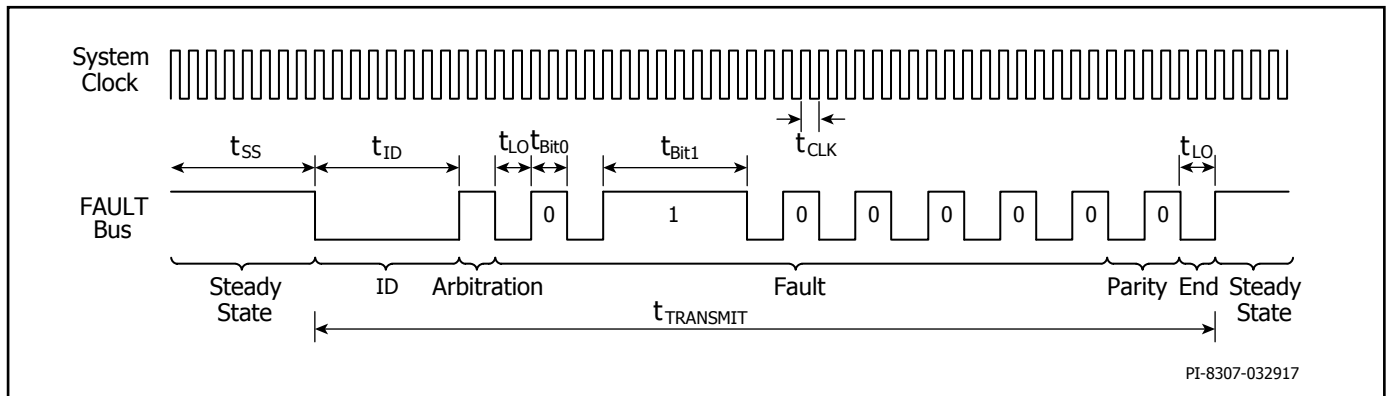 System
Clock
tSS
tID
tLO
tBit0
tBit1
tCLK
tLO
FAULT
Bus
0
1
0
0
0
0
0
0
Steady
State
ID
Arbitration
Fault
Parity
End
Steady
State
tTRANSMIT
PI-8307-032917